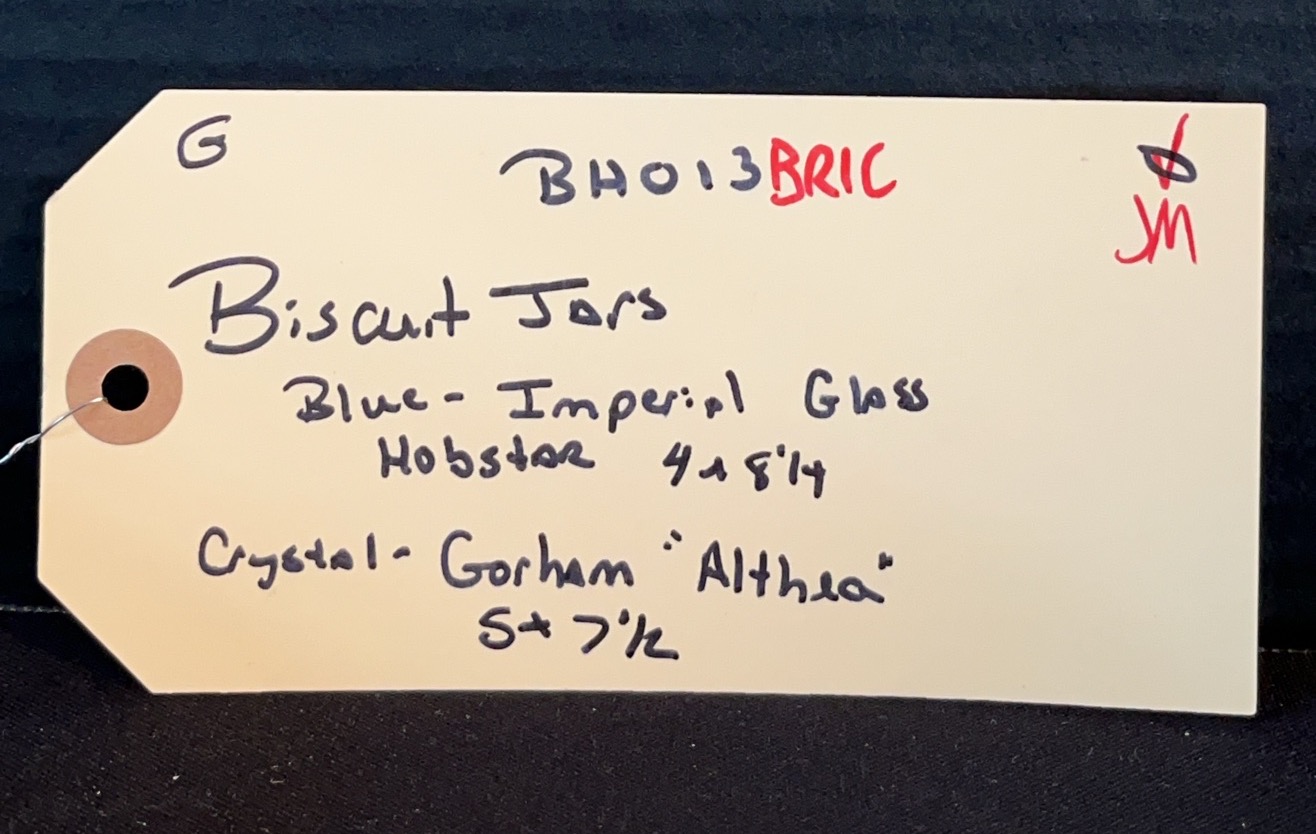 G BH013BRIC
JM
Biscuit Jars
Blue - Imperial Glass
Hobstar 4 x 8 1/4
Crystal - Gorham "Althea"
5 x 7 1/2